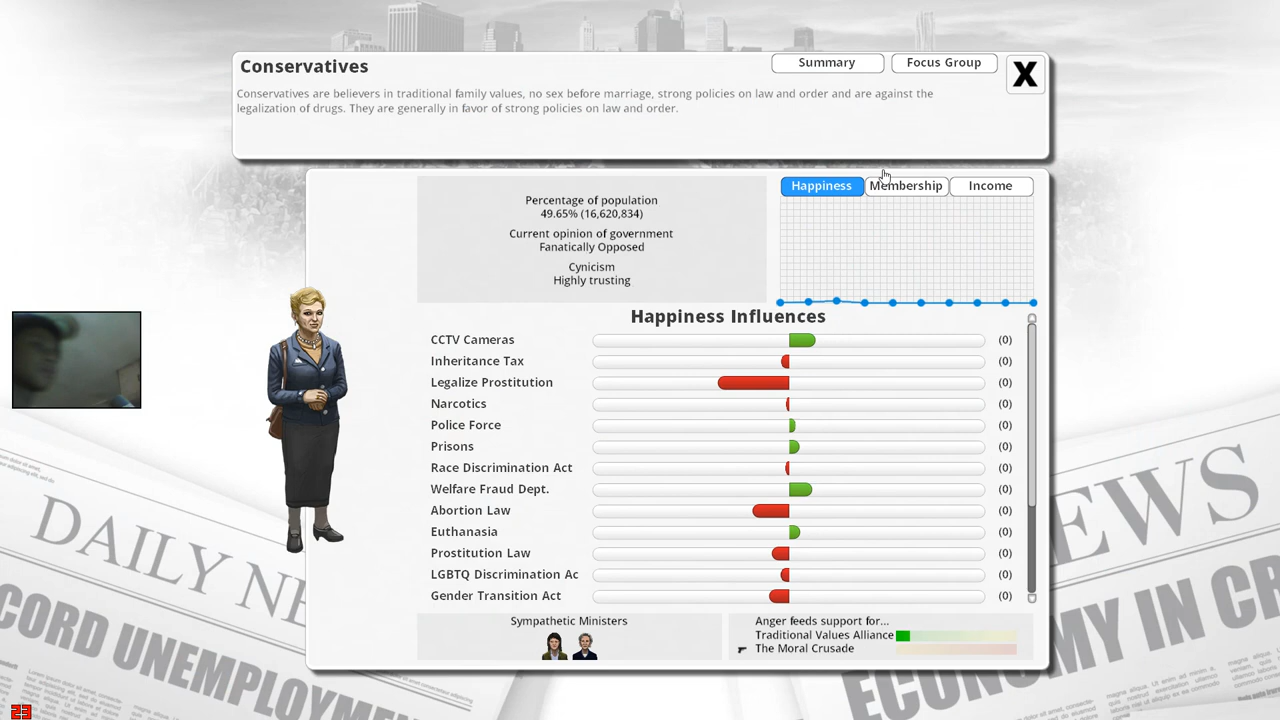 Conservatives
Summary
Focus Group
X
Conservatives are believers in traditional family values, no sex before marriage, strong policies on law and order and are against the
legalization of drugs. They are generally in favor of strong policies on law and order.
Percentage of population
49.65% (16,620,834)
Current opinion of government
Fanatically Opposed
Cynicism
Highly trusting
Happiness
Membership
Income
Happiness Influences
CCTV Cameras (0)
Inheritance Tax (0)
Legalize Prostitution (0)
Narcotics (0)
Police Force (0)
Prisons (0)
Race Discrimination Act (0)
Welfare Fraud Dept. (0)
Abortion Law (0)
Euthanasia (0)
Prostitution Law (0)
LGBTQ Discrimination Ac (0)
Gender Transition Act (0)
Sympathetic Ministers
Anger feeds support for...
Traditional Values Alliance
The Moral Crusade
DAILY NE
CORD UNEMPLOYM
EWS
ECONOMY IN CR
23